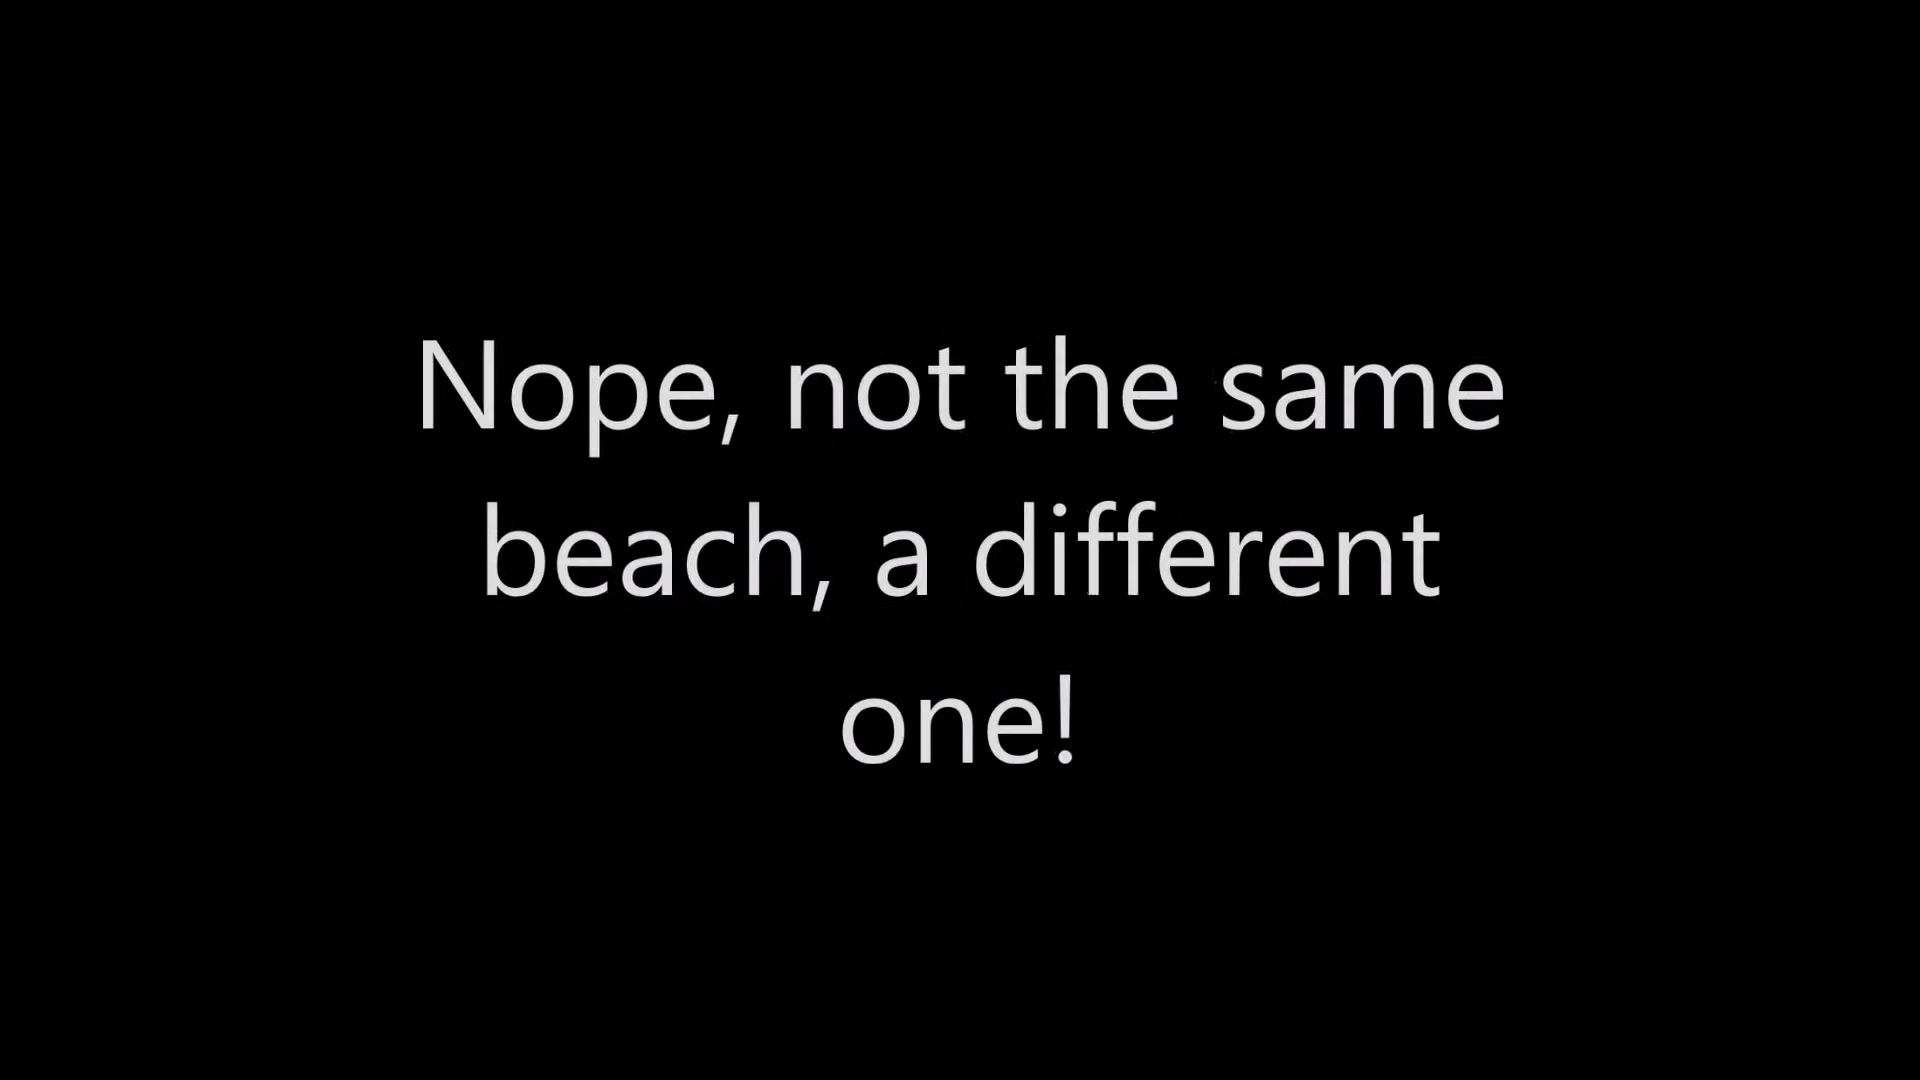 Nope, not the same
beach, a different
one!